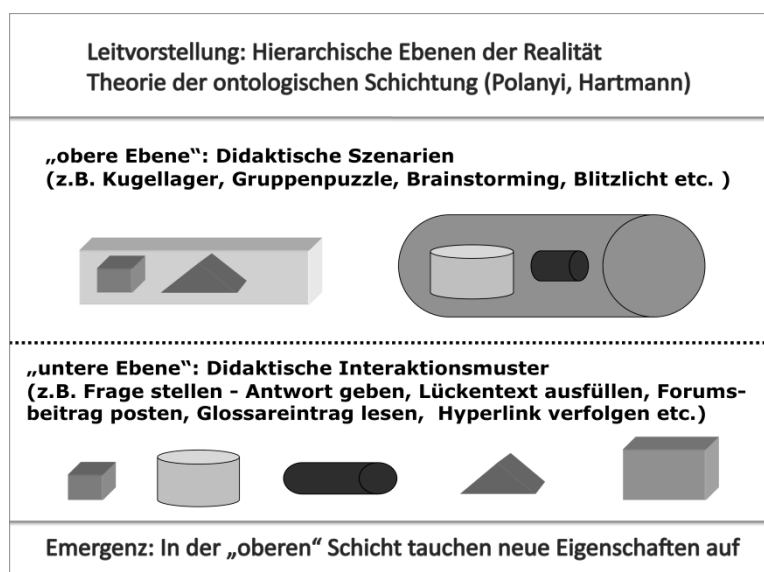 Leitvorstellung: Hierarchische Ebenen der Realität
Theorie der ontologischen Schichtung (Polanyi, Hartmann)
„obere Ebene“: Didaktische Szenarien
(z.B. Kugellager, Gruppenpuzzle, Brainstorming, Blitzlicht etc. )
„untere Ebene“: Didaktische Interaktionsmuster
(z.B. Frage stellen - Antwort geben, Lückentext ausfüllen, Forums-
beitrag posten, Glossareintrag lesen,  Hyperlink verfolgen etc.)
Emergenz: In der „oberen“ Schicht tauchen neue Eigenschaften auf